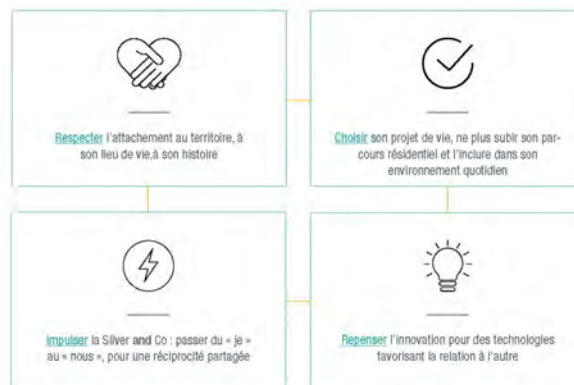 Respecter l'attachement au territoire, à
son lieu de vie,à son histoire
Choisir son projet de vie, ne plus subir son par-
cours résidentiel et l'inclure dans son
environnement quotidien
Impulser la Silver and Co : passer du « je »
au « nous », pour une réciprocité partagée
Repenser l'innovation pour des technologies
favorisant la relation à l'autre